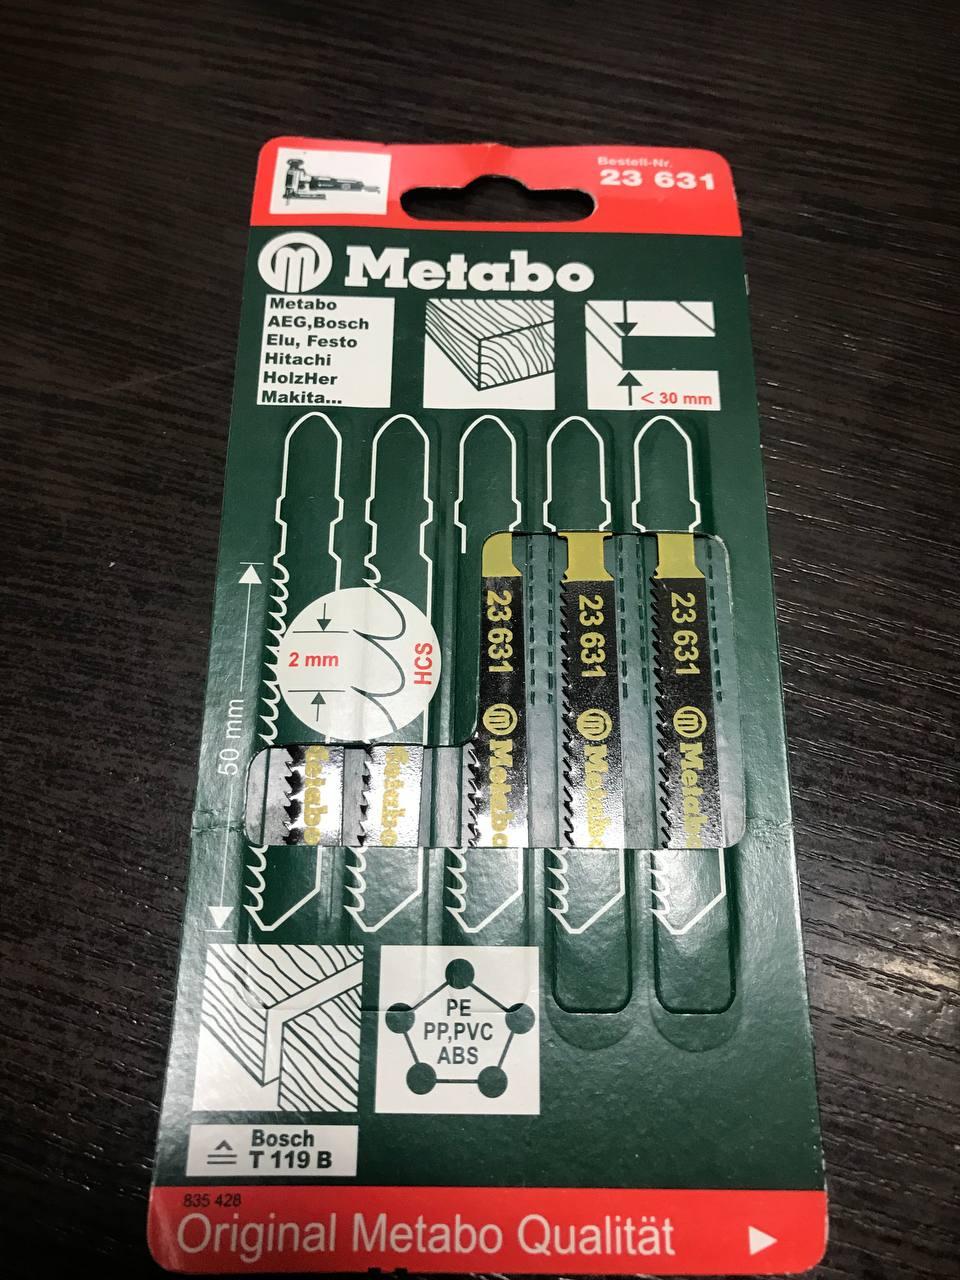 Bestell-Nr.
23 631
Metabo
Metabo
AEG,Bosch
Elu, Festo
Hitachi
HolzHer
Makita...
< 30 mm
23 631
23 631
23 631
2 mm
HCS
50 mm
Metabo
Metabo
Metabo
Metabo
Metabo
PE
PP,PVC
ABS
Bosch
T 119 B
835 428
Original Metabo Qualität